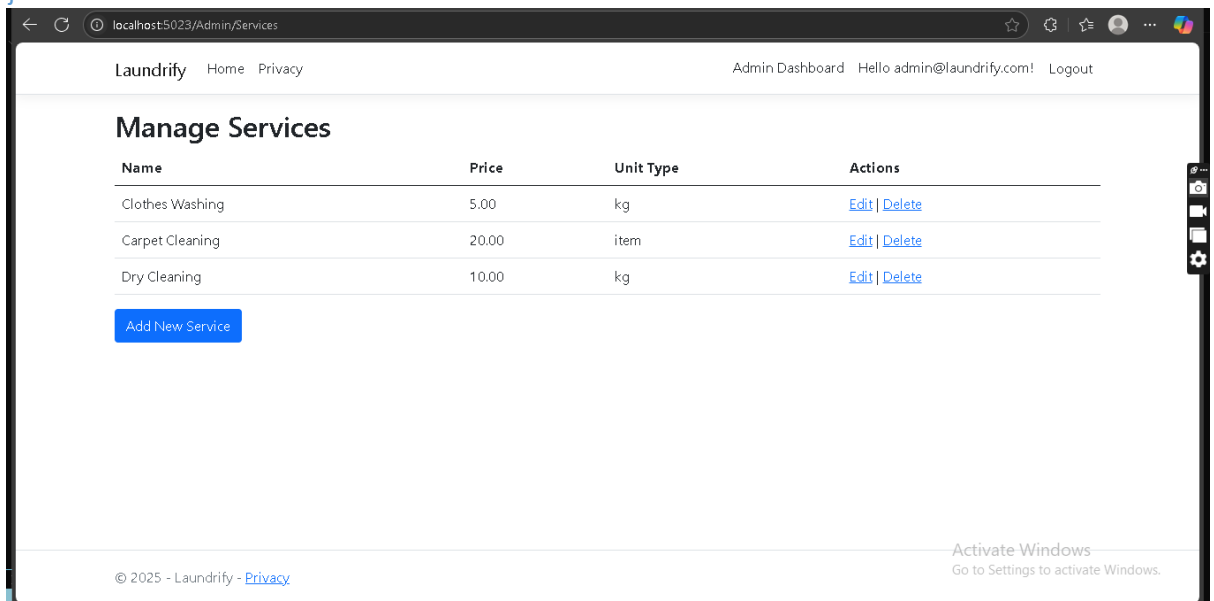 localhost:5023/Admin/Services
Laundrify Home Privacy Admin Dashboard Hello admin@laundrify.com! Logout
Manage Services
Name Price Unit Type Actions
Clothes Washing 5.00 kg Edit | Delete
Carpet Cleaning 20.00 item Edit | Delete
Dry Cleaning 10.00 kg Edit | Delete
Add New Service
Activate Windows
Go to Settings to activate Windows.
© 2025 - Laundrify - Privacy